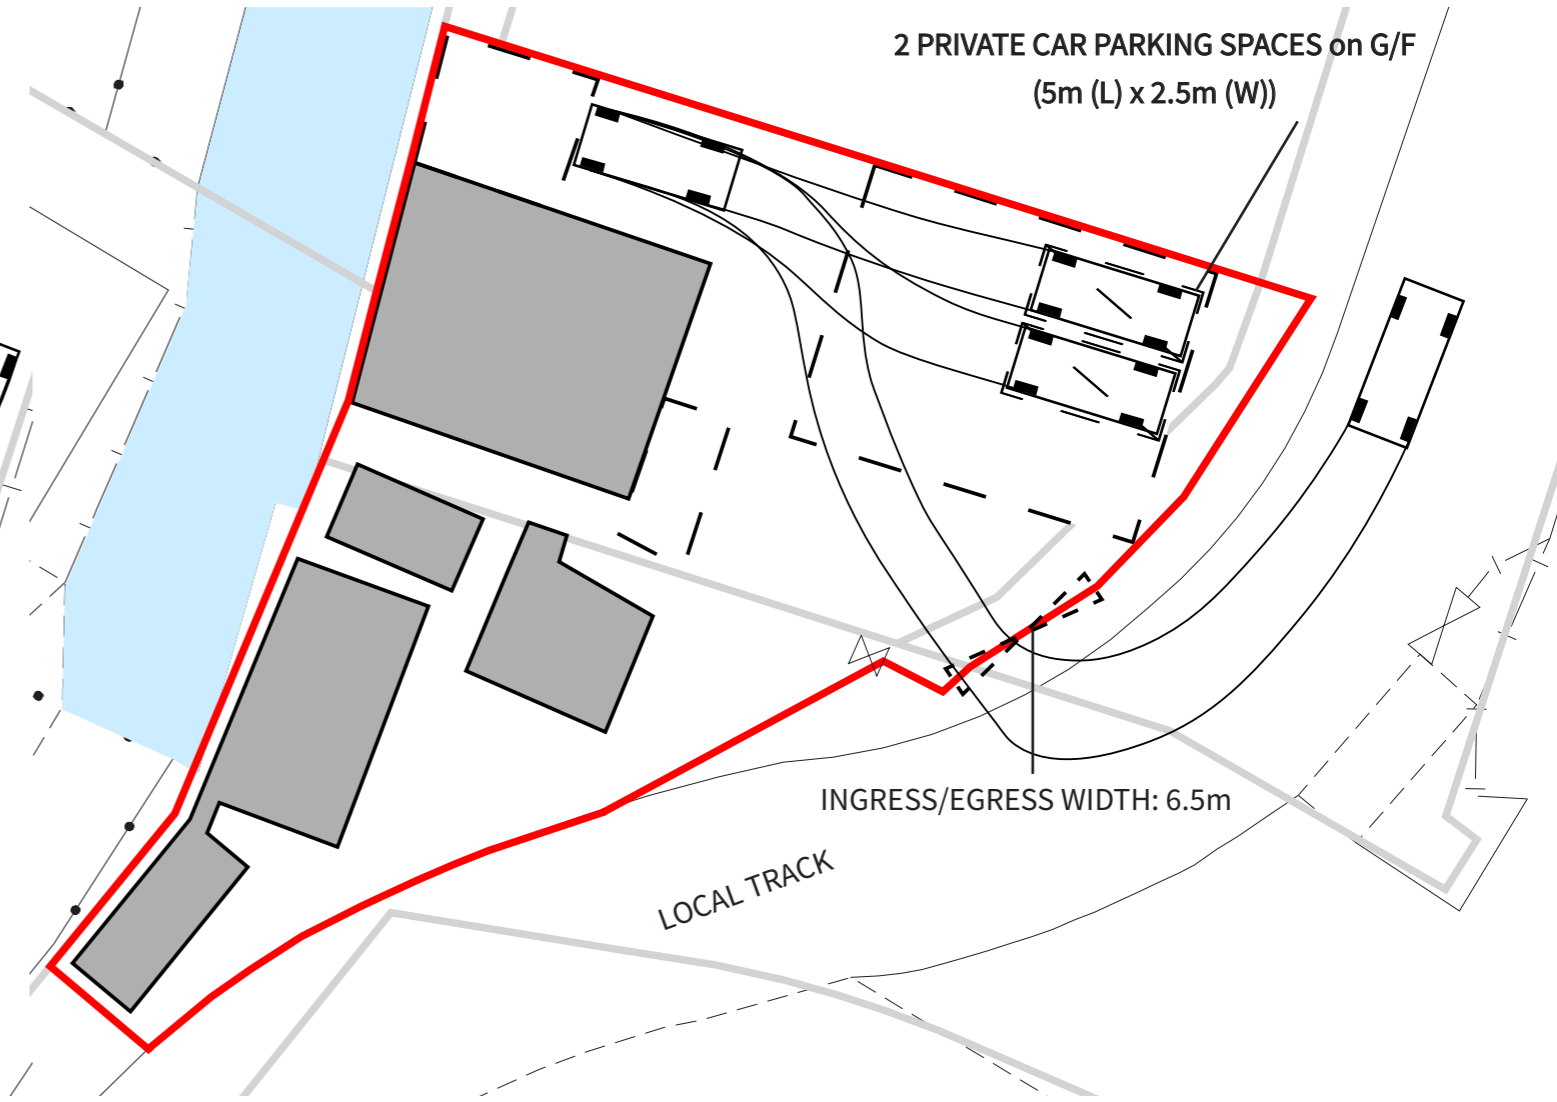 2 PRIVATE CAR PARKING SPACES on G/F
(5m (L) x 2.5m (W))
INGRESS/EGRESS WIDTH: 6.5m
LOCAL TRACK